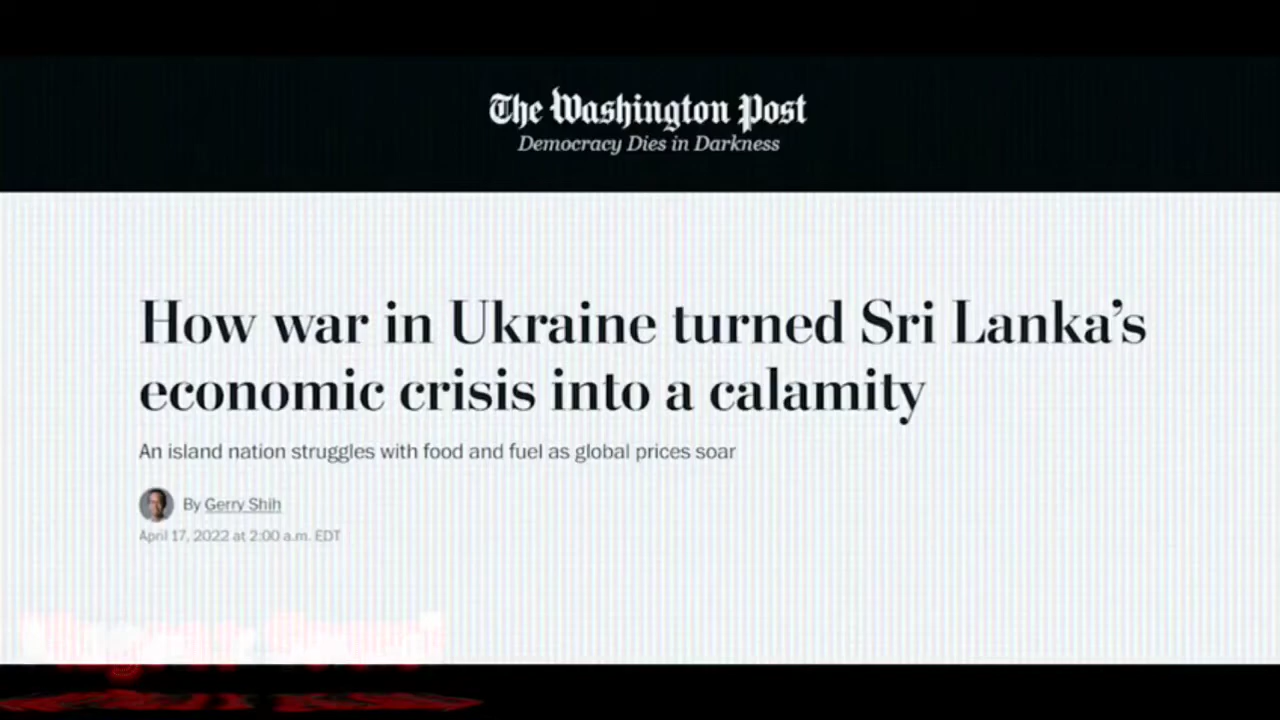 The Washington Post
Democracy Dies in Darkness
How war in Ukraine turned Sri Lanka's
economic crisis into a calamity
An island nation struggles with food and fuel as global prices soar
By Gerry Shih
April 17, 2022 at 2:00 a.m. EDT